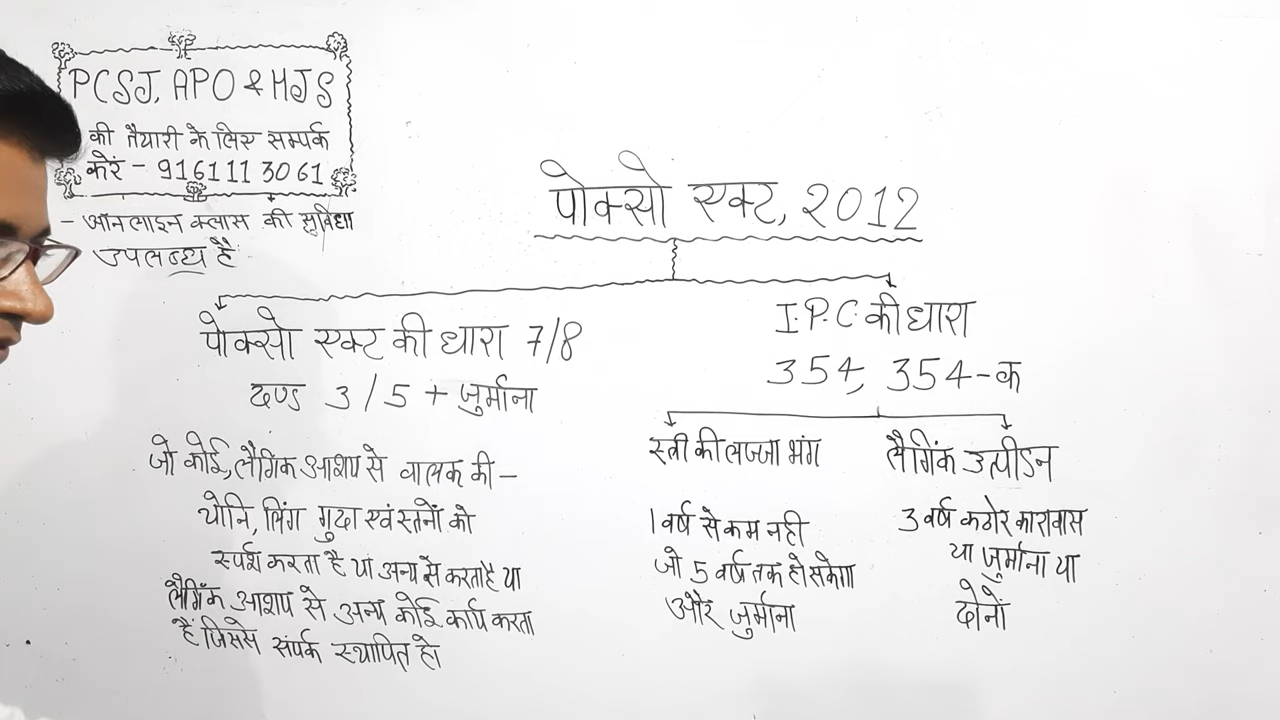 PCSJ, APO & HJS
की तैयारी के लिए सम्पर्क
करें - 9161113061
- ऑनलाइन क्लास की सुविधा
उपलब्ध है
पोक्सो एक्ट, 2012
पोक्सो एक्ट की धारा 7/8
दण्ड 3/5 + जुर्माना
जो कोई, लैगिंक आशय से बालक की -
योनि, लिंग गुदा एवं स्तनों को
स्पर्श करता है या अन्य से करता है या
लैगिंक आशय से अन्य कोई कार्य करता
है जिससे संर्पक स्थापित हो
I.P.C. की धारा
354, 354-क
स्त्री की लज्जा भंग
1 वर्ष से कम नही
जो 5 वर्ष तक हो सकेगा
और जुर्माना
लैगिंक उत्पीडन
3 वर्ष कठोर कारावास
या जुर्माना या
दोनों